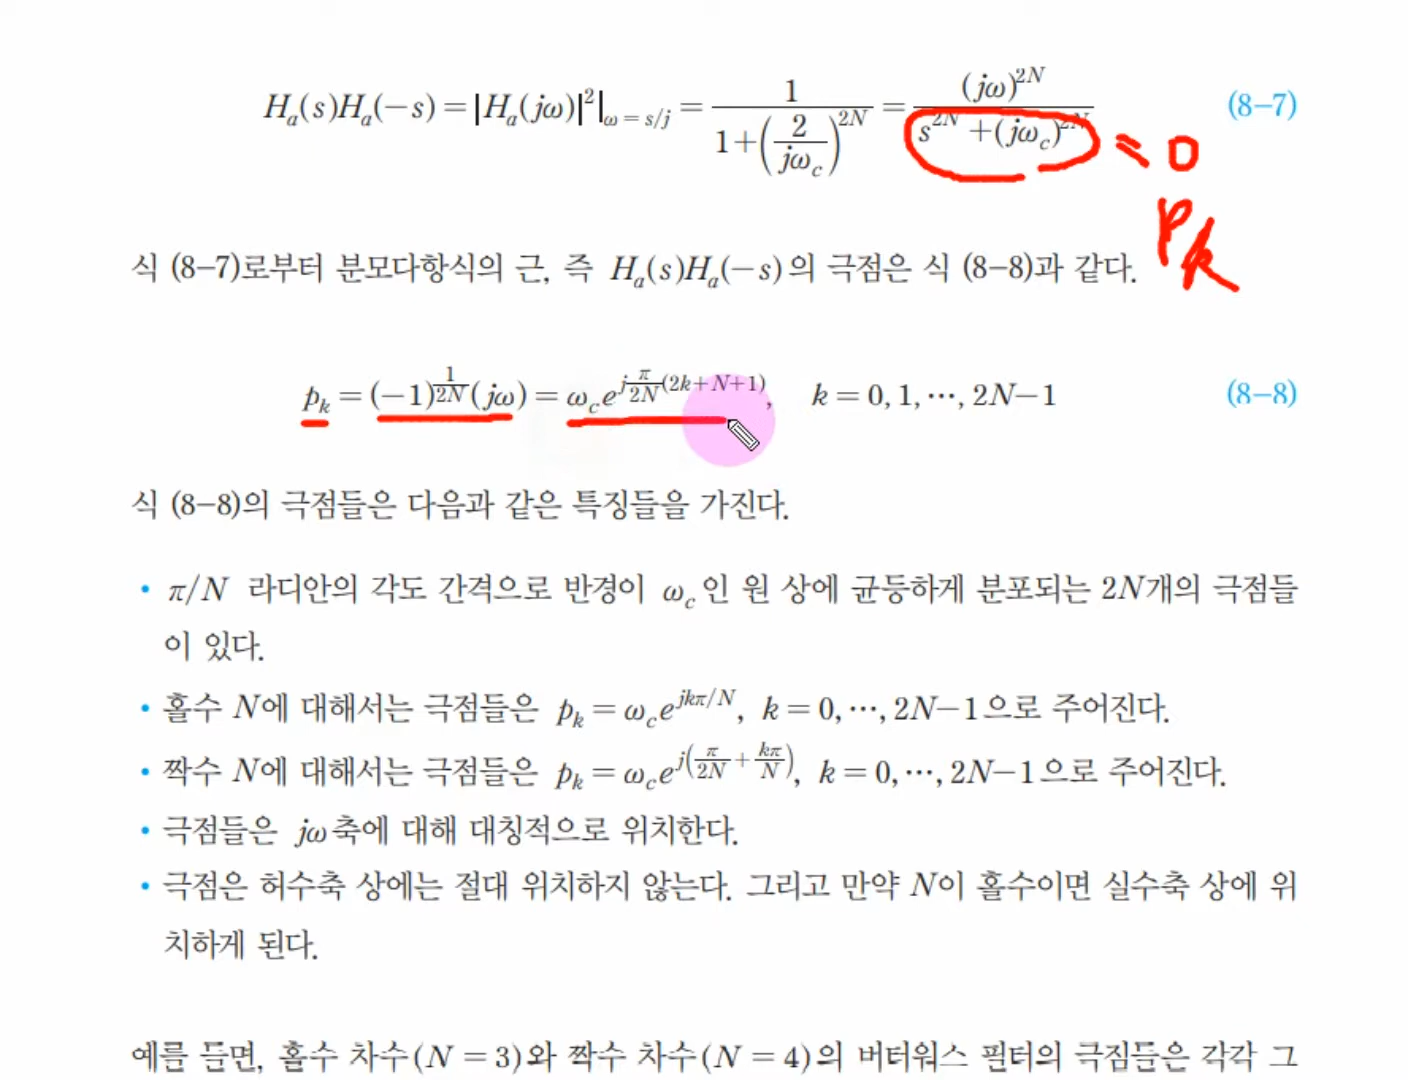 H_a(s)H_a(−s) = |H_a(jω)|²|_{ω = s/j} = 1 / (1+(2/(jω_c))^{2N}) = (jω)^{2N} / (s^{2N} + (jω_c)^{2N}) (8−7)
= 0
p_k
식 (8−7)로부터 분모다항식의 근, 즉 H_a(s)H_a(−s)의 극점은 식 (8−8)과 같다.
p_k = (−1)^{1/2N}(jω) = ω_c e^{j π/2N (2k+N+1)}, k = 0, 1, ⋯, 2N−1 (8−8)
식 (8−8)의 극점들은 다음과 같은 특징들을 가진다.
• π/N 라디안의 각도 간격으로 반경이 ω_c인 원 상에 균등하게 분포되는 2N개의 극점들
이 있다.
• 홀수 N에 대해서는 극점들은 p_k = ω_c e^{jkπ/N}, k = 0, ⋯, 2N−1으로 주어진다.
• 짝수 N에 대해서는 극점들은 p_k = ω_c e^{j(π/2N + kπ/N)}, k = 0, ⋯, 2N−1으로 주어진다.
• 극점들은 jω축에 대해 대칭적으로 위치한다.
• 극점은 허수축 상에는 절대 위치하지 않는다. 그리고 만약 N이 홀수이면 실수축 상에 위
치하게 된다.
예를 들면, 홀수 차수(N = 3)와 짝수 차수(N = 4)의 버터워스 필터의 극점들은 각각 그